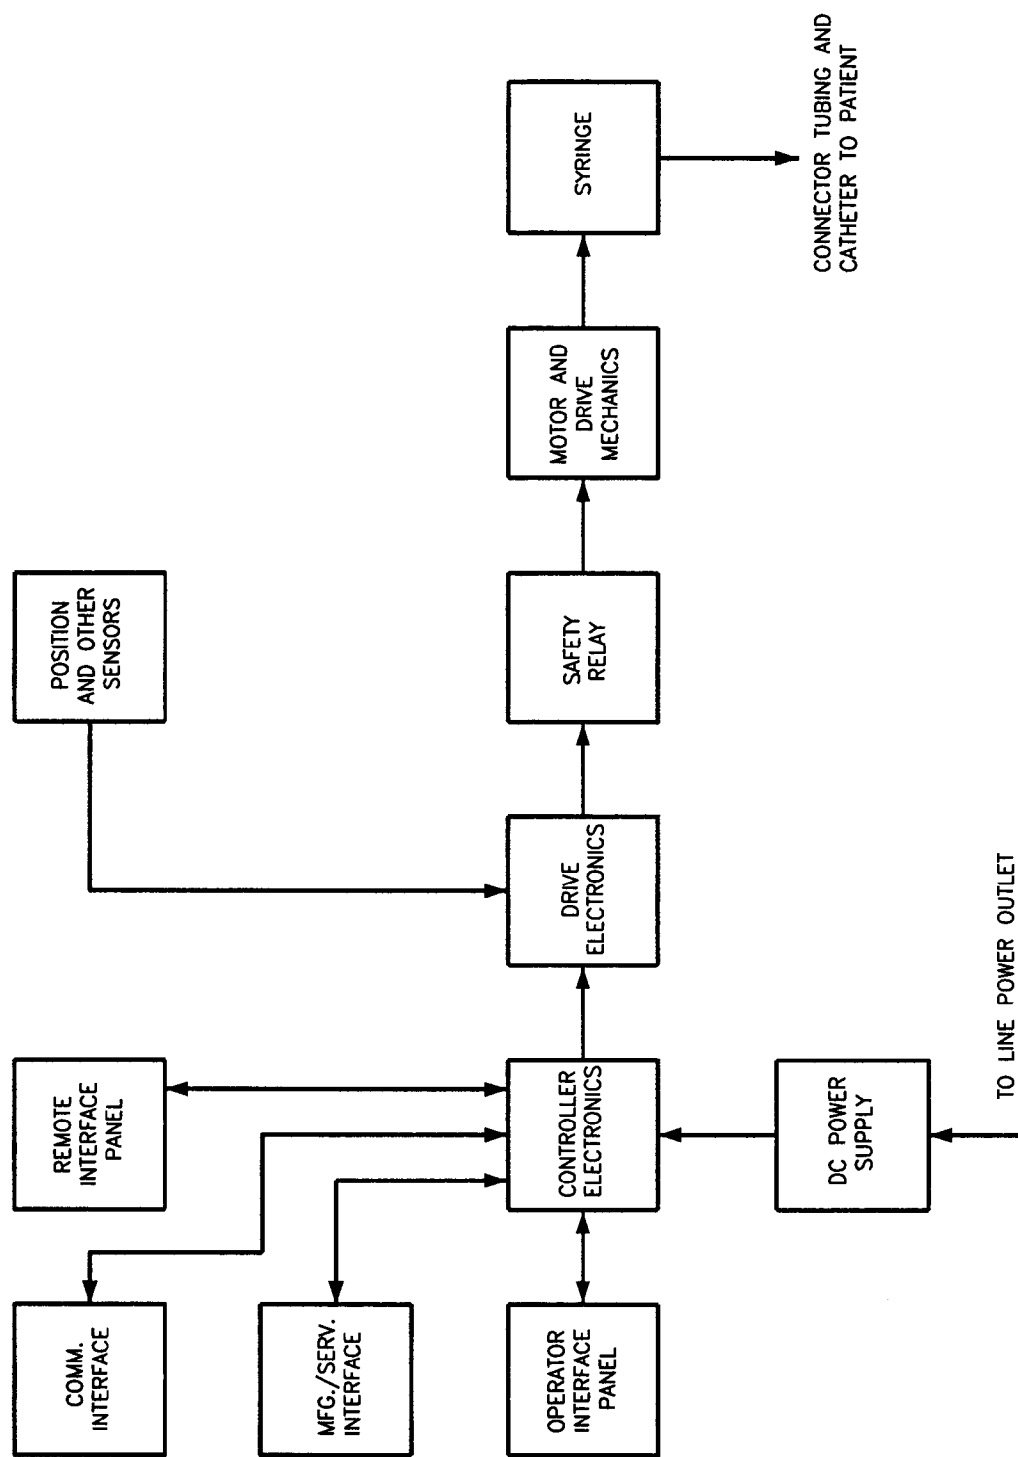 COMM.
INTERFACE
REMOTE
INTERFACE
PANEL
POSITION
AND OTHER
SENSORS
MFG./SERV.
INTERFACE
OPERATOR
INTERFACE
PANEL
CONTROLLER
ELECTRONICS
DRIVE
ELECTRONICS
SAFETY
RELAY
MOTOR AND
DRIVE
MECHANICS
SYRINGE
DC POWER
SUPPLY
CONNECTOR TUBING AND
CATHETER TO PATIENT
TO LINE POWER OUTLET